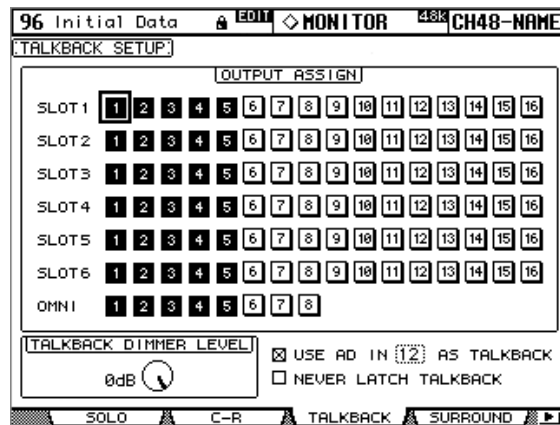 96 Initial Data EDIT MONITOR 48K CH48-NAME
TALKBACK SETUP
OUTPUT ASSIGN
SLOT1 1 2 3 4 5 6 7 8 9 10 11 12 13 14 15 16
SLOT2 1 2 3 4 5 6 7 8 9 10 11 12 13 14 15 16
SLOT3 1 2 3 4 5 6 7 8 9 10 11 12 13 14 15 16
SLOT4 1 2 3 4 5 6 7 8 9 10 11 12 13 14 15 16
SLOT5 1 2 3 4 5 6 7 8 9 10 11 12 13 14 15 16
SLOT6 1 2 3 4 5 6 7 8 9 10 11 12 13 14 15 16
OMNI 1 2 3 4 5 6 7 8
TALKBACK DIMMER LEVEL
0dB
USE AD IN 12 AS TALKBACK
NEVER LATCH TALKBACK
SOLO C-R TALKBACK SURROUND